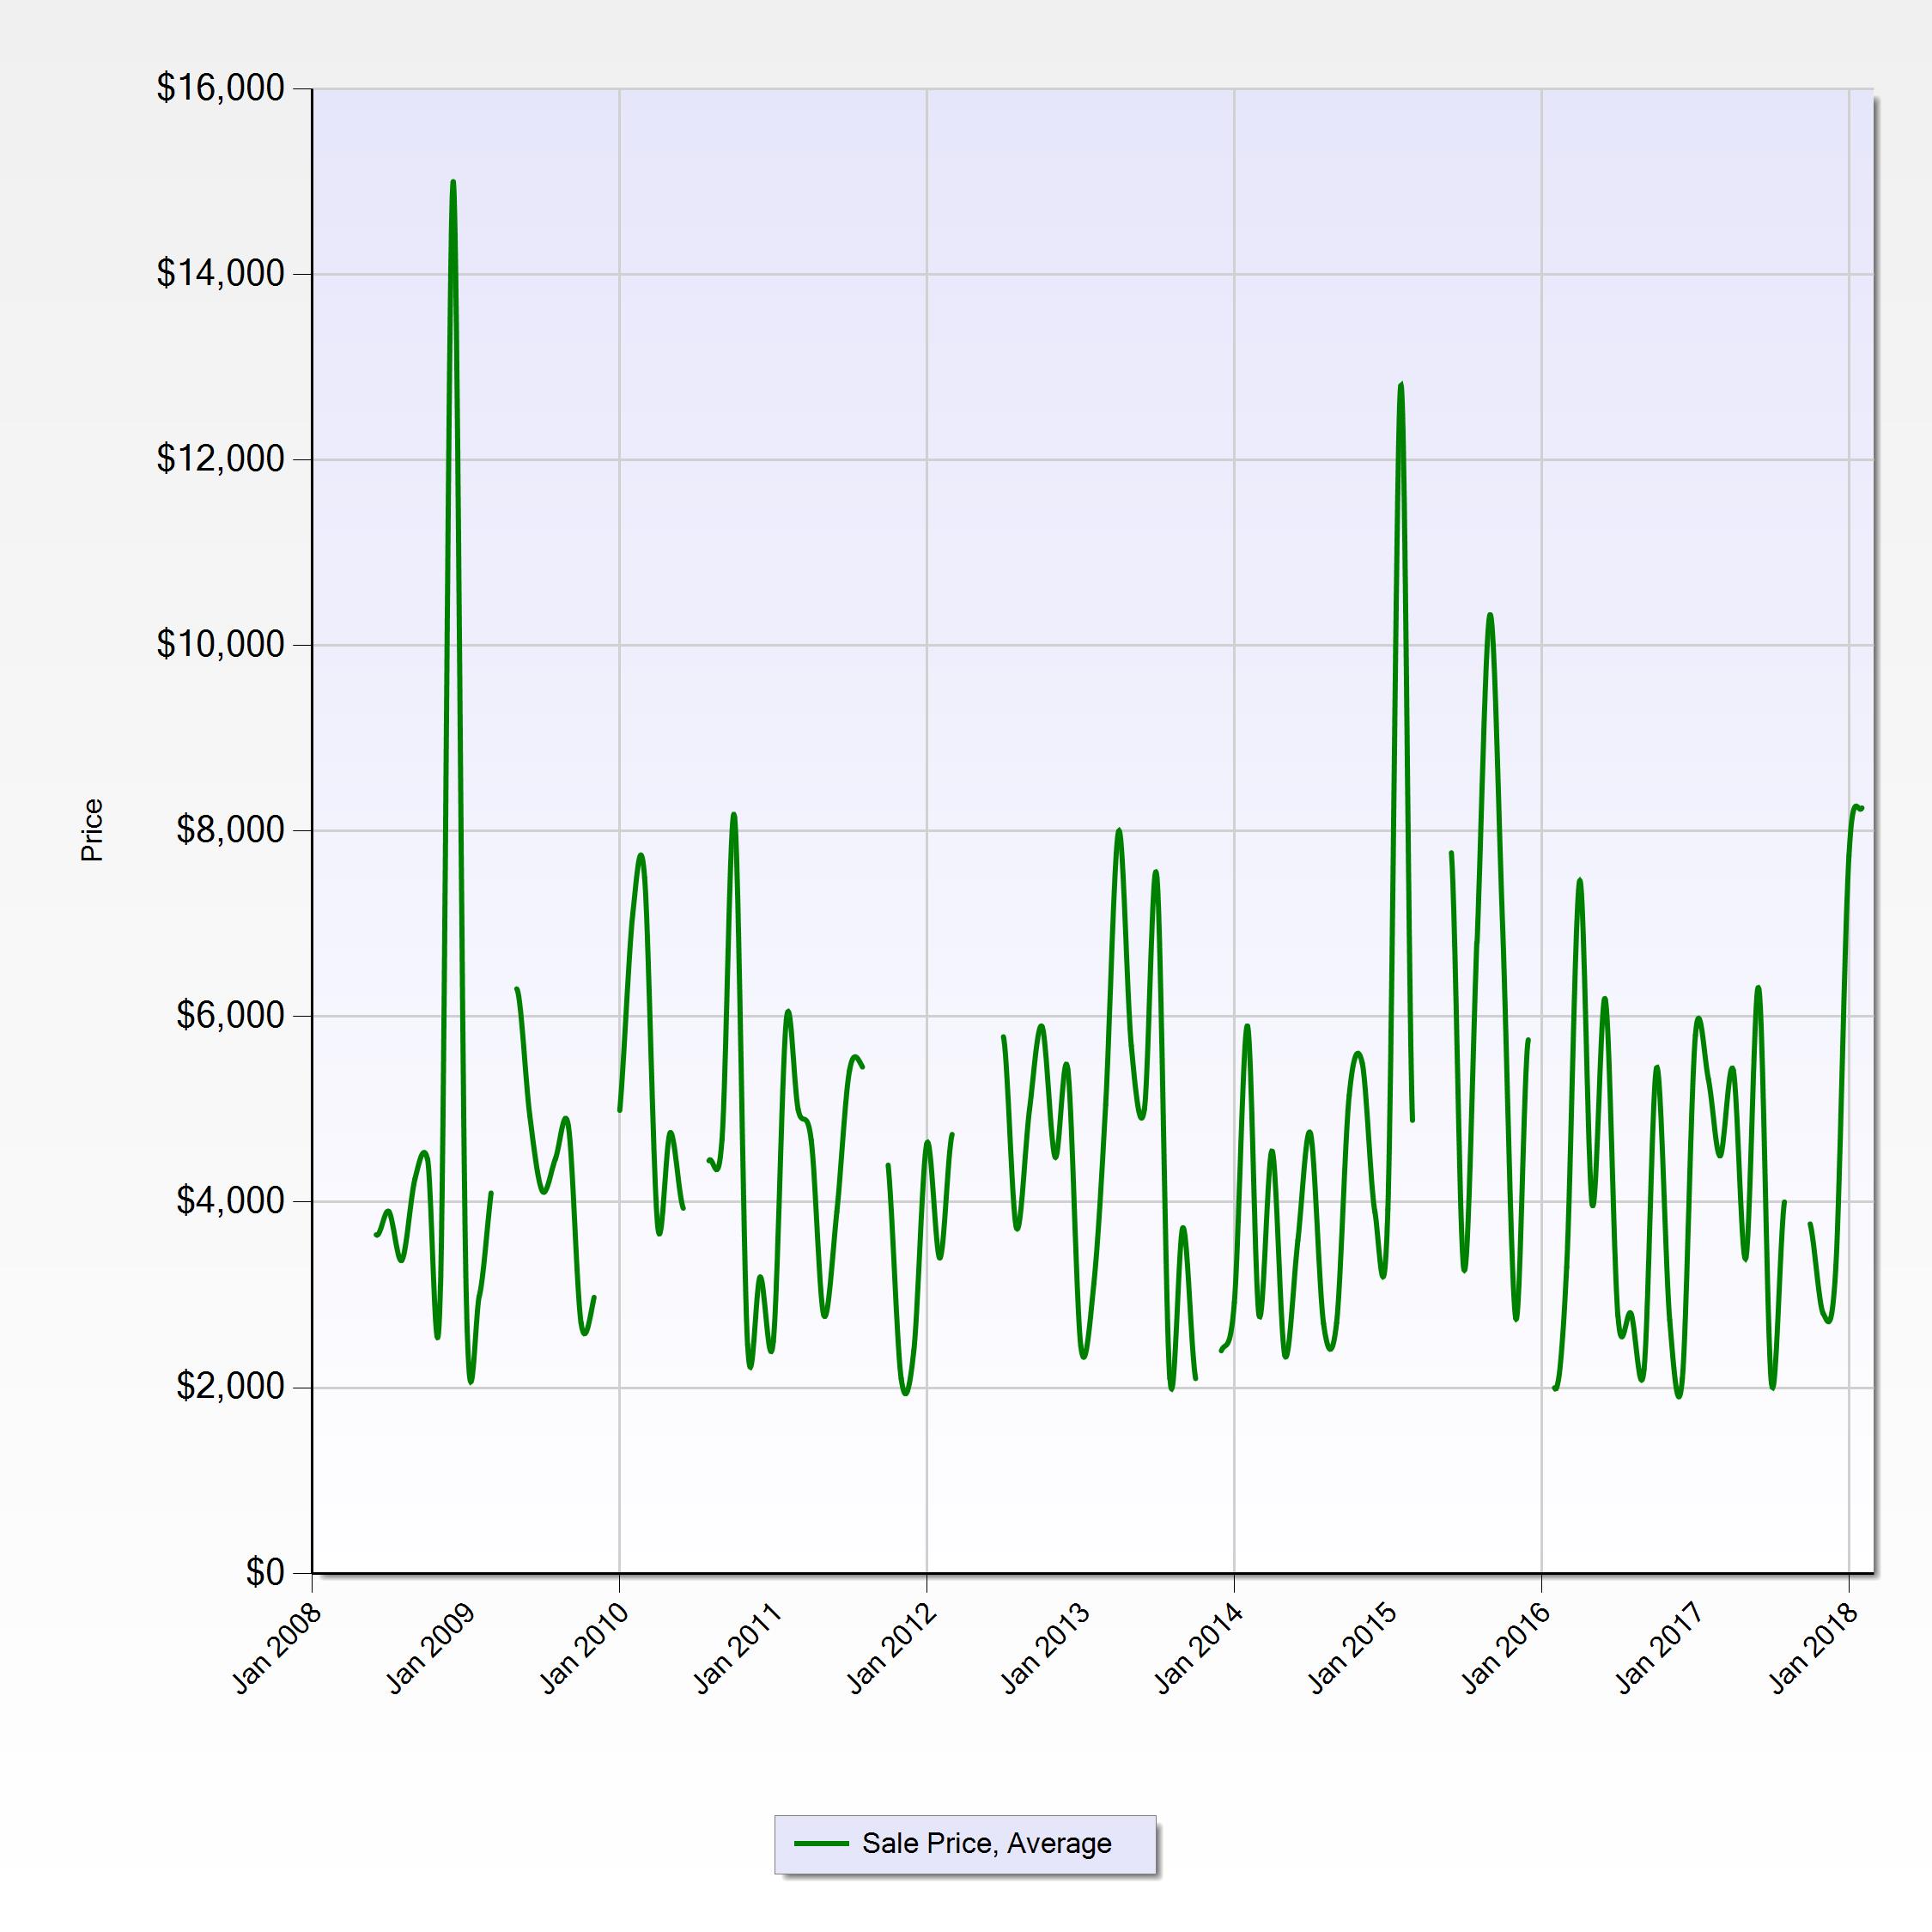 $16,000
$14,000
$12,000
$10,000
$8,000
$6,000
$4,000
$2,000
$0
Price
Jan 2008
Jan 2009
Jan 2010
Jan 2011
Jan 2012
Jan 2013
Jan 2014
Jan 2015
Jan 2016
Jan 2017
Jan 2018
Sale Price, Average